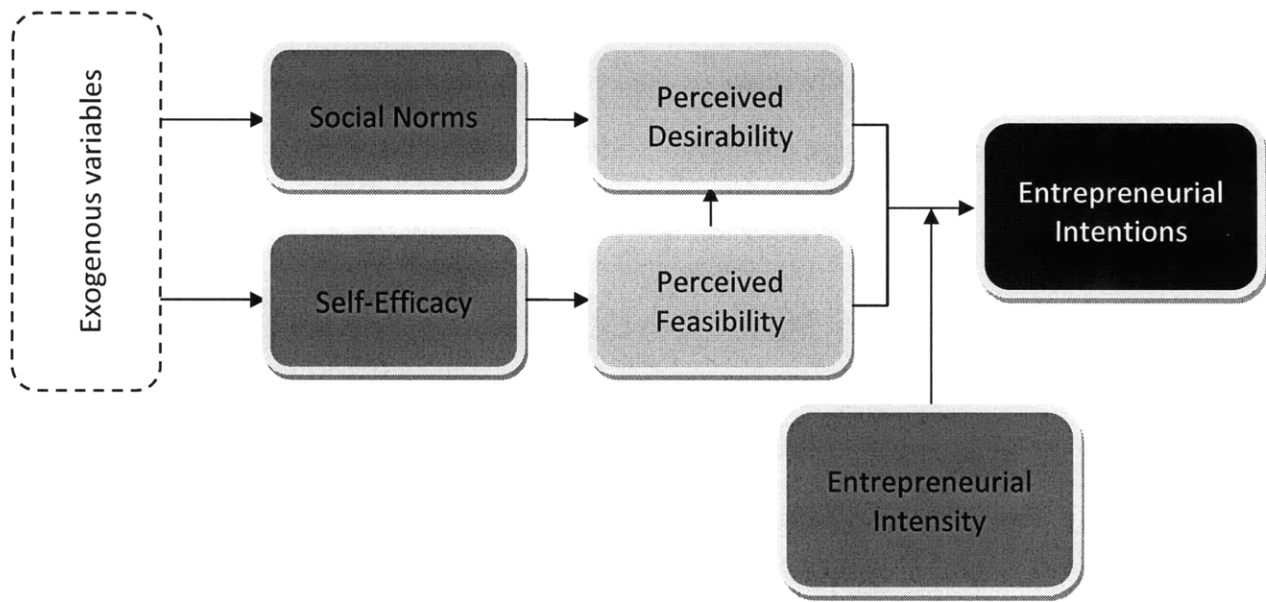 Exogenous variables
Social Norms
Perceived
Desirability
Self-Efficacy
Perceived
Feasibility
Entrepreneurial
Intentions
Entrepreneurial
Intensity